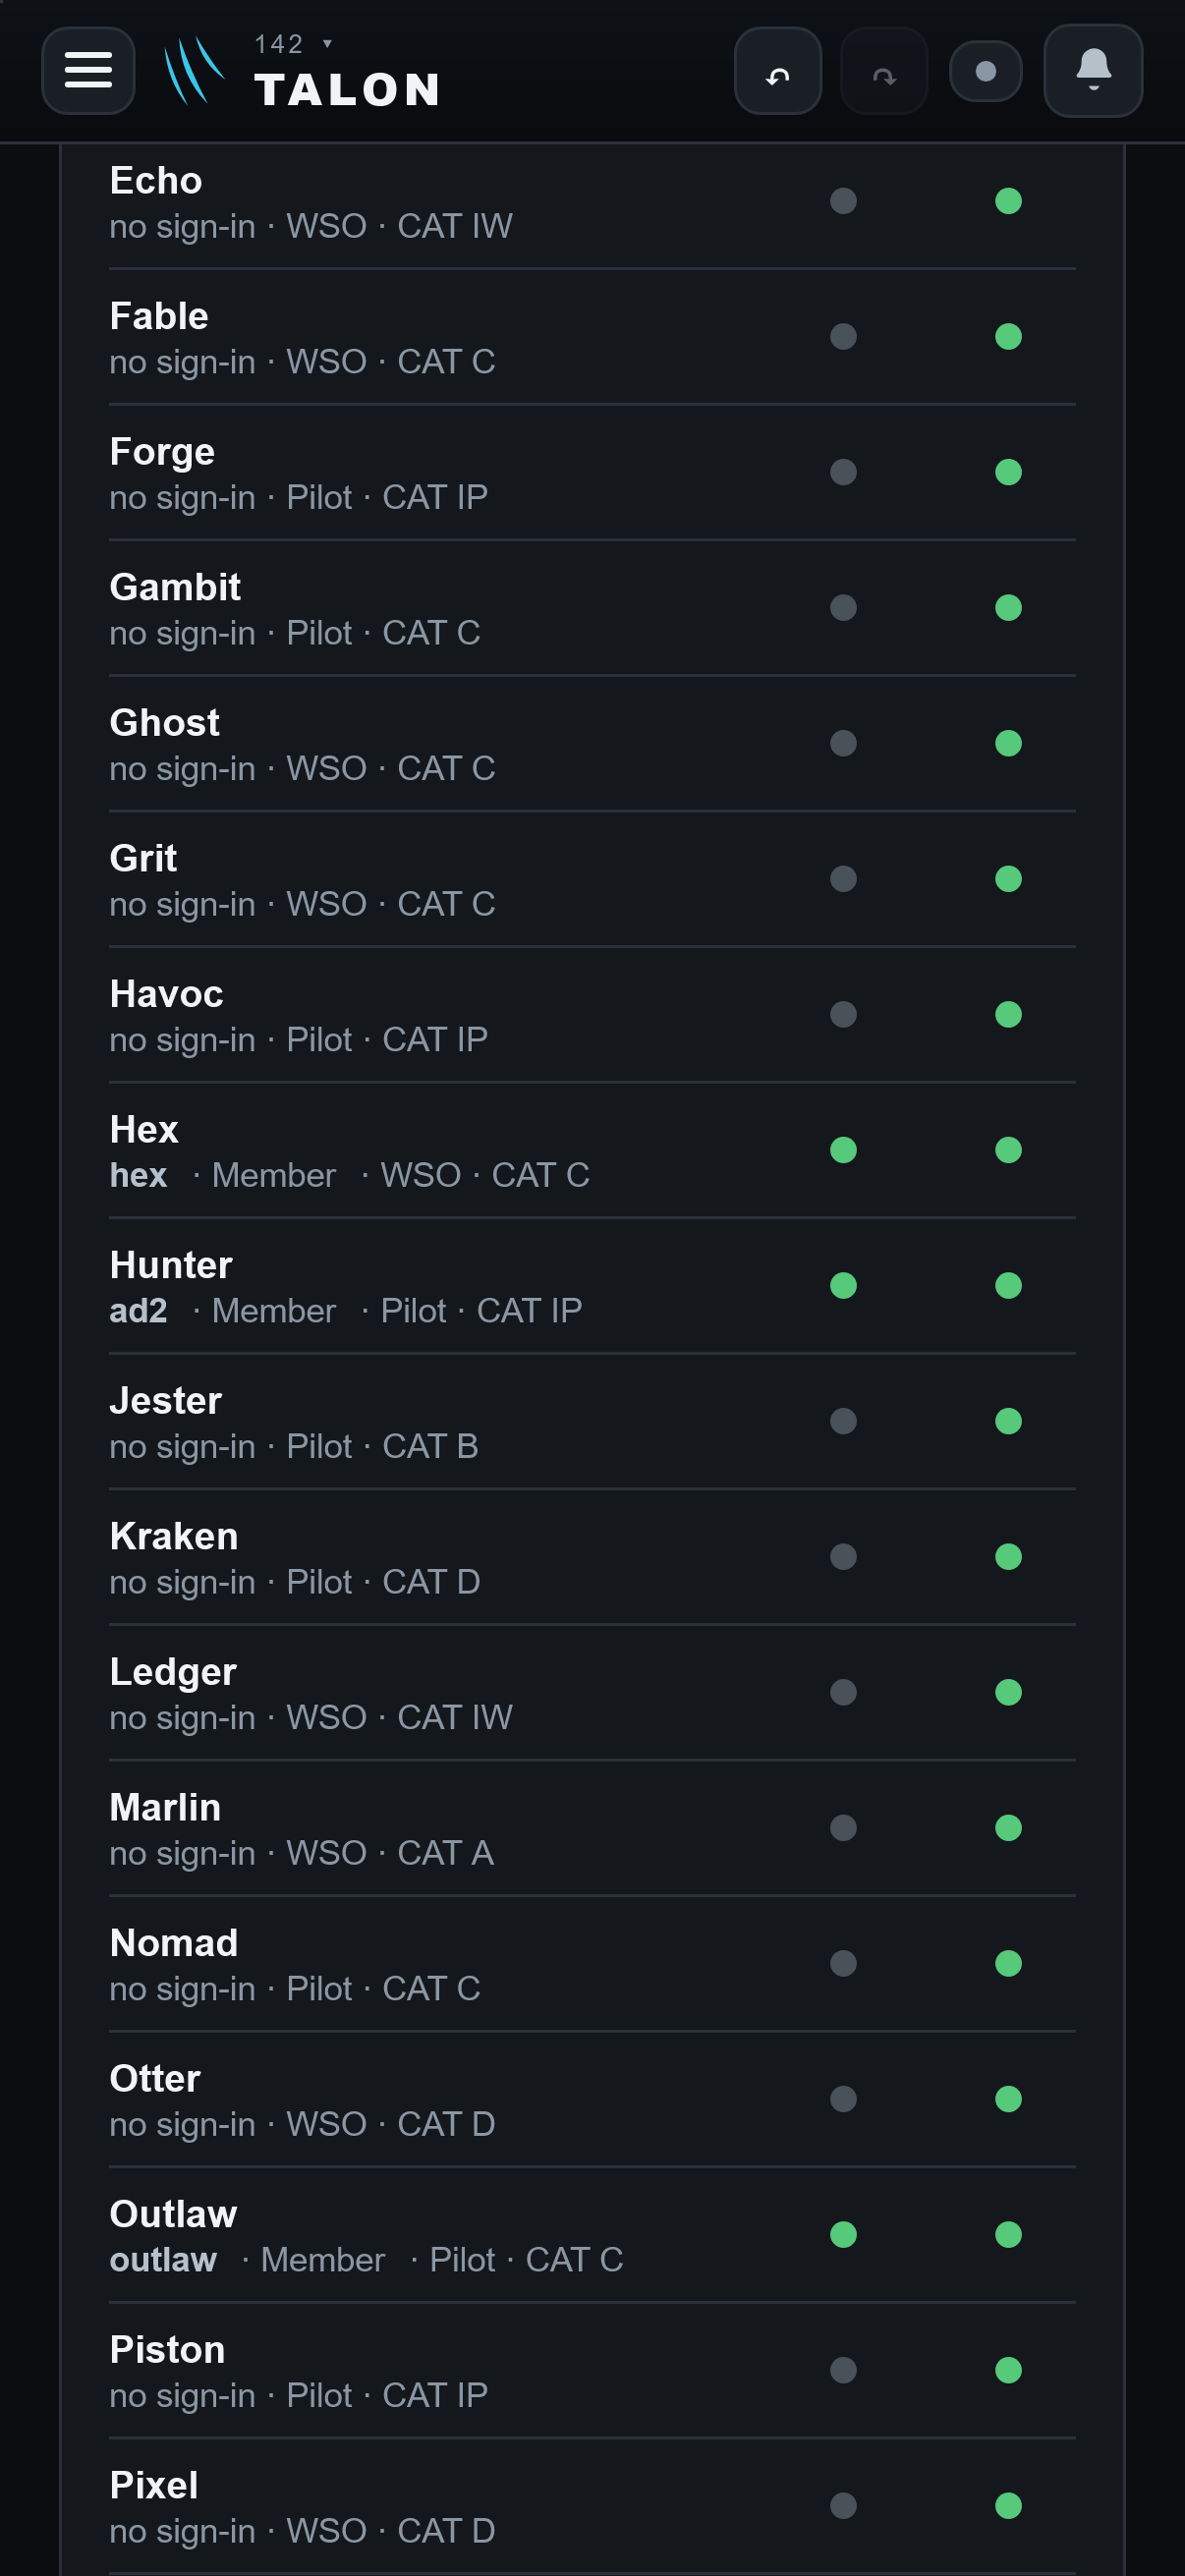 142 ▾
TALON
Echo
no sign-in · WSO · CAT IW
Fable
no sign-in · WSO · CAT C
Forge
no sign-in · Pilot · CAT IP
Gambit
no sign-in · Pilot · CAT C
Ghost
no sign-in · WSO · CAT C
Grit
no sign-in · WSO · CAT C
Havoc
no sign-in · Pilot · CAT IP
Hex
hex · Member · WSO · CAT C
Hunter
ad2 · Member · Pilot · CAT IP
Jester
no sign-in · Pilot · CAT B
Kraken
no sign-in · Pilot · CAT D
Ledger
no sign-in · WSO · CAT IW
Marlin
no sign-in · WSO · CAT A
Nomad
no sign-in · Pilot · CAT C
Otter
no sign-in · WSO · CAT D
Outlaw
outlaw · Member · Pilot · CAT C
Piston
no sign-in · Pilot · CAT IP
Pixel
no sign-in · WSO · CAT D